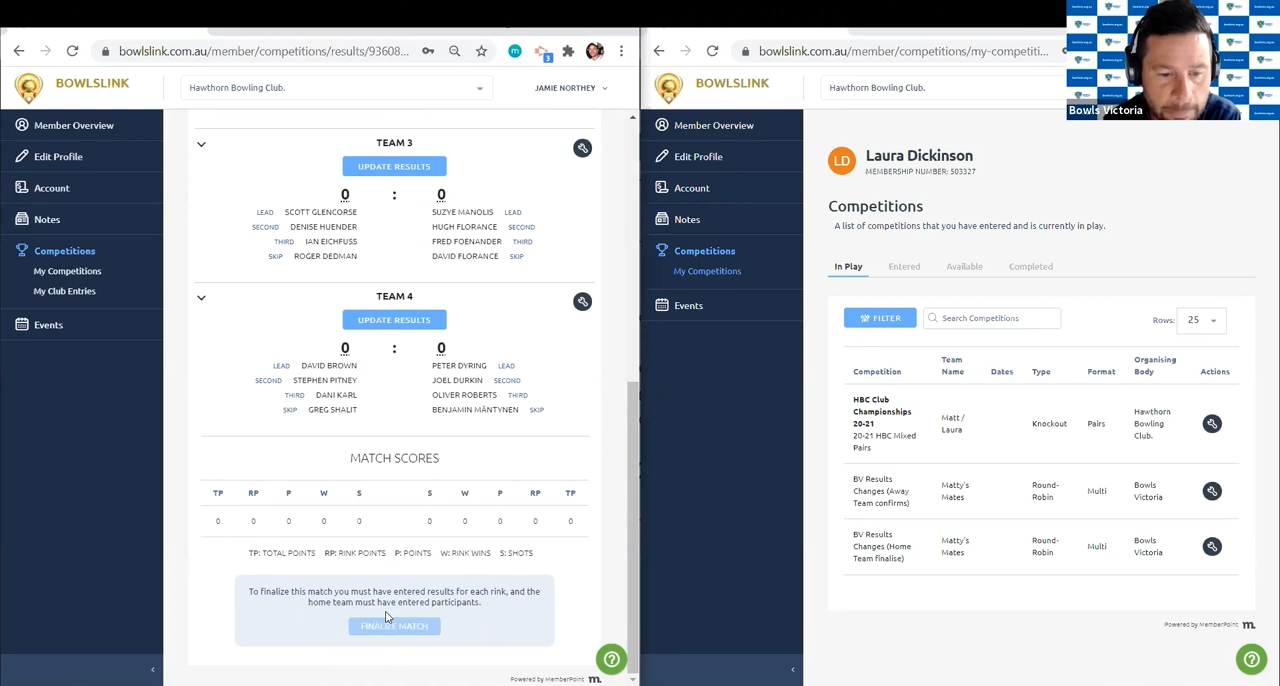 bowlslink.com.au/member/competitions/results/93608...
3
BOWLSLINK
Hawthorn Bowling Club.
JAMIE NORTHEY
Member Overview
Edit Profile
Account
Notes
Competitions
My Competitions
My Club Entries
Events
TEAM 3
UPDATE RESULTS
0 : 0
LEAD SCOTT GLENCORSE SUZYE MANOLIS LEAD
SECOND DENISE HUENDER HUGH FLORANCE SECOND
THIRD IAN EICHFUSS FRED FOENANDER THIRD
SKIP ROGER DEDMAN DAVID FLORANCE SKIP
TEAM 4
UPDATE RESULTS
0 : 0
LEAD DAVID BROWN PETER DYRING LEAD
SECOND STEPHEN PITNEY JOEL DURKIN SECOND
THIRD DANI KARL OLIVER ROBERTS THIRD
SKIP GREG SHALIT BENJAMIN MÄNTYNEN SKIP
MATCH SCORES
TP RP P W S S W P RP TP
0 0 0 0 0 0 0 0 0 0
TP: TOTAL POINTS RP: RINK POINTS P: POINTS W: RINK WINS S: SHOTS
To finalize this match you must have entered results for each rink, and the
home team must have entered participants.
FINALIZE MATCH
Powered by MemberPoint m.
bowlslink.com.au/member/competitions/my-competiti...
BOWLSLINK
Hawthorn Bowling Club.
Bowls Victoria
Member Overview
Edit Profile
Account
Notes
Competitions
My Competitions
Events
LD
Laura Dickinson
MEMBERSHIP NUMBER: 503327
Competitions
A list of competitions that you have entered and is currently in play.
In Play Entered Available Completed
FILTER
Search Competitions
Rows: 25
Competition Team Name Dates Type Format Organising Body Actions
HBC Club Championships 20-21
20-21 HBC Mixed Pairs
Matt / Laura
Knockout
Pairs
Hawthorn Bowling Club.
BV Results Changes (Away Team confirms)
Matty's Mates
Round-Robin
Multi
Bowls Victoria
BV Results Changes (Home Team finalise)
Matty's Mates
Round-Robin
Multi
Bowls Victoria
Powered by MemberPoint m.